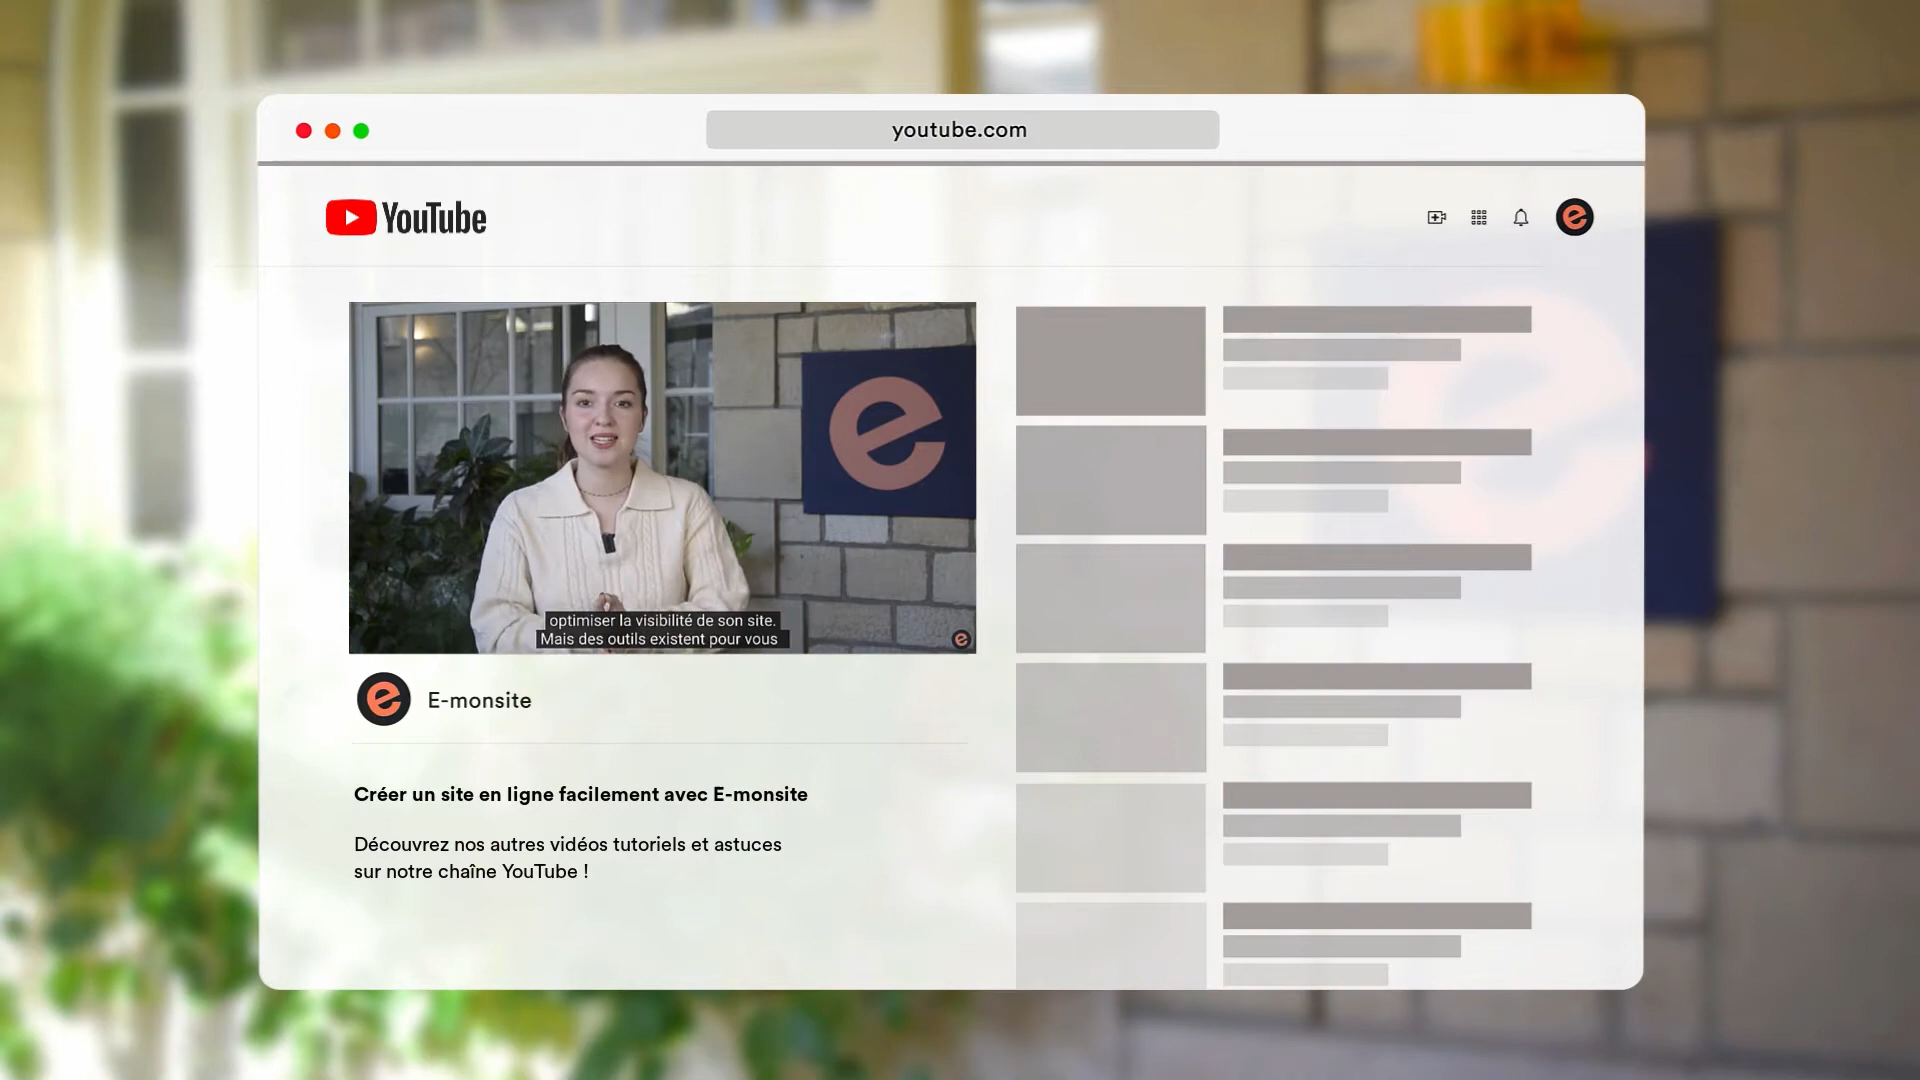 youtube.com
YouTube
optimiser la visibilité de son site.
Mais des outils existent pour vous
E-monsite
Créer un site en ligne facilement avec E-monsite
Découvrez nos autres vidéos tutoriels et astuces
sur notre chaîne YouTube !